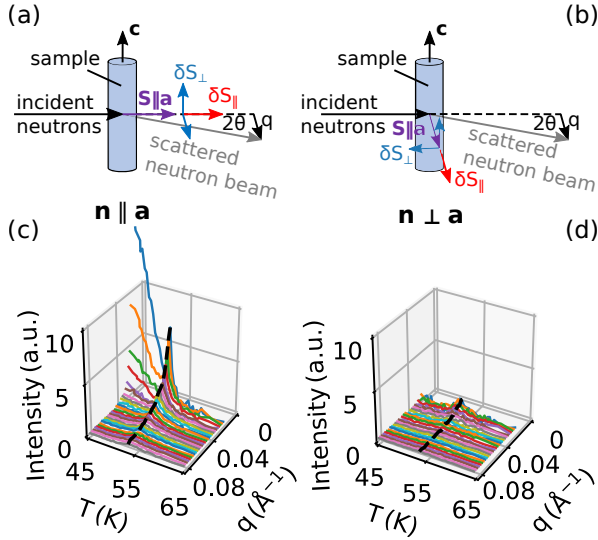 (a)
c
sample
incident
neutrons
S∥a
δS⊥
δS∥
2θ
q
scattered
neutron beam
n ∥ a
(b)
c
sample
incident
neutrons
S∥a
δS⊥
δS∥
2θ
q
scattered
neutron beam
n ⊥ a
(c)
Intensity (a.u.)
10
5
0
45
55
65
T (K)
0
0.04
0.08
q (Å⁻¹)
(d)
Intensity (a.u.)
10
5
0
45
55
65
T (K)
0
0.04
0.08
q (Å⁻¹)